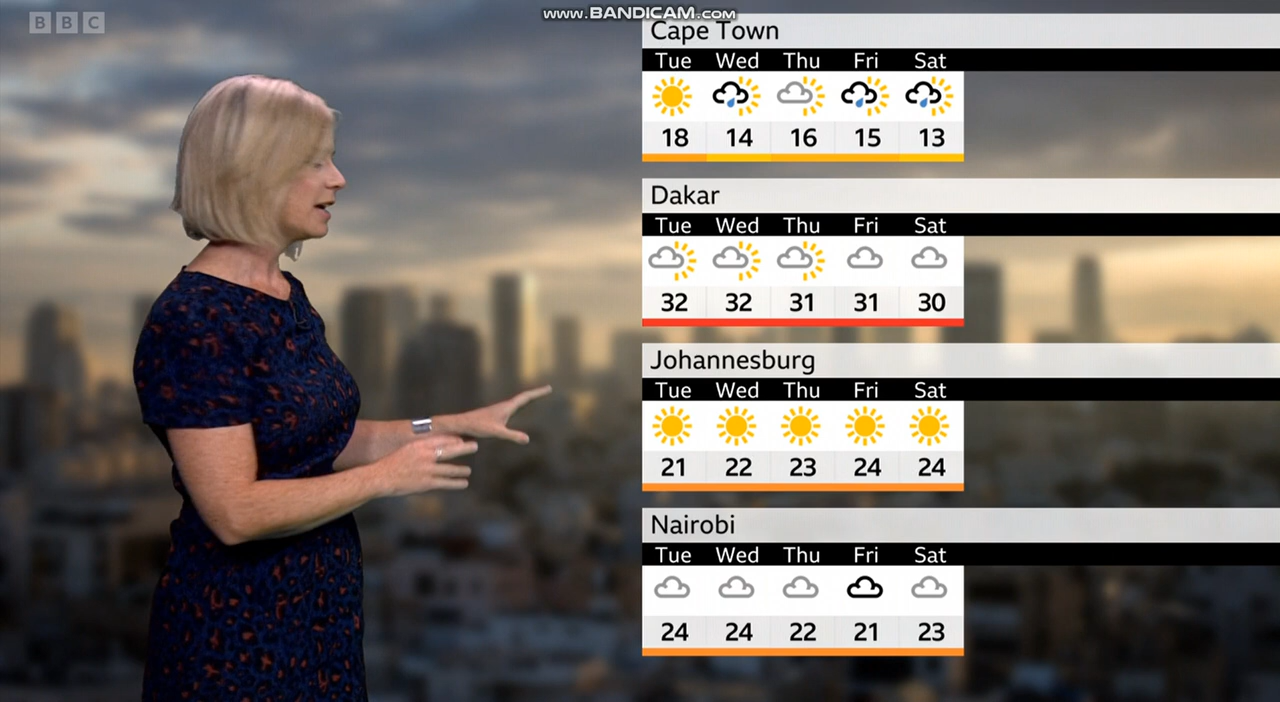 BBC
www.BANDICAM.com
Cape Town
Tue Wed Thu Fri Sat
18 14 16 15 13
Dakar
Tue Wed Thu Fri Sat
32 32 31 31 30
Johannesburg
Tue Wed Thu Fri Sat
21 22 23 24 24
Nairobi
Tue Wed Thu Fri Sat
24 24 22 21 23